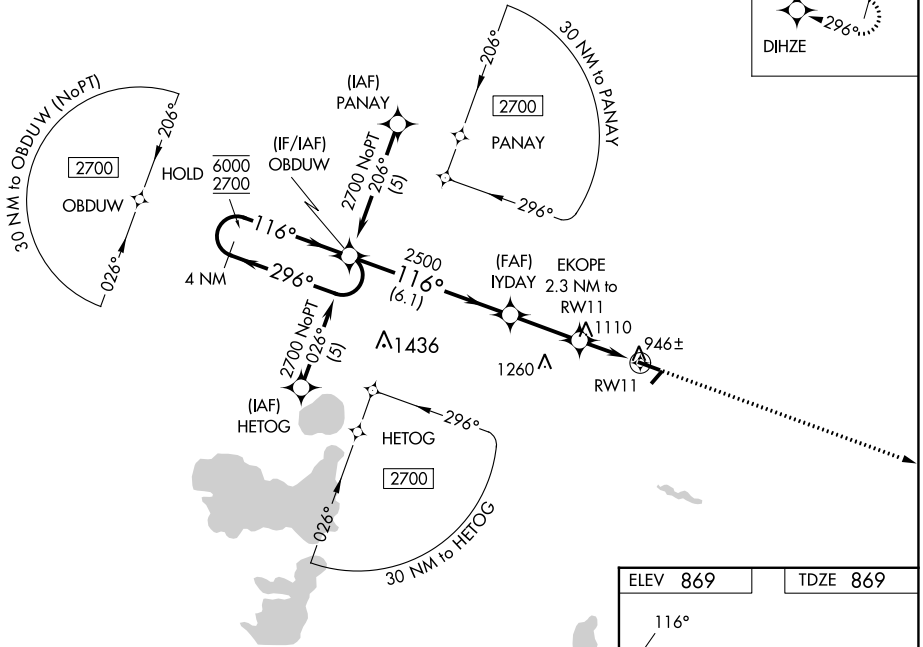 30 NM to OBDUW (NoPT)
206°
2700
OBDUW
026°
HOLD
6000
2700
(IF/IAF)
OBDUW
(IAF)
PANAY
2700 NoPT
206°
(5)
206°
30 NM to PANAY
2700
PANAY
296°
296°
DIHZE
116°
296°
4 NM
2500
116°
(6.1)
(FAF)
IYDAY
EKOPE
2.3 NM to
RW11
1110
946±
1260
RW11
2700 NoPT
026°
(5)
1436
(IAF)
HETOG
296°
HETOG
2700
026°
30 NM to HETOG
ELEV 869
TDZE 869
116°